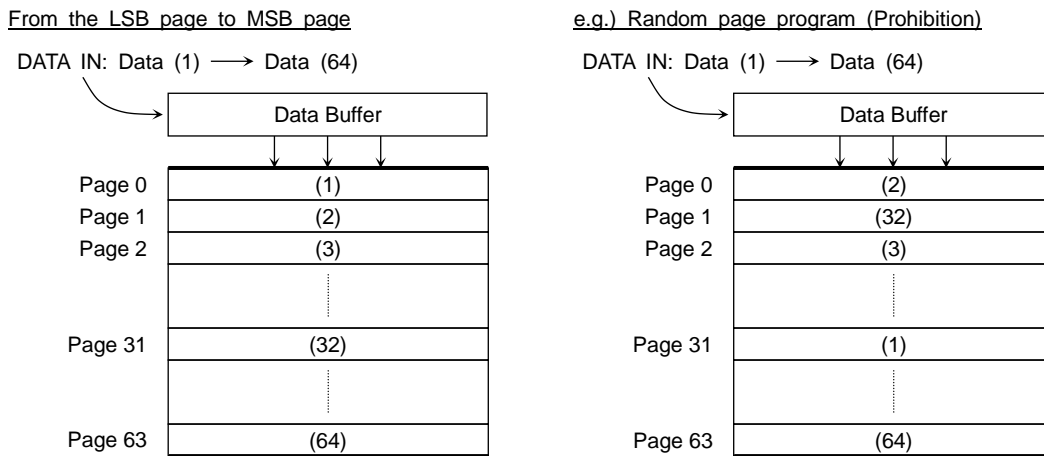 From the LSB page to MSB page
DATA IN: Data (1) → Data (64)
Data Buffer
Page 0 (1)
Page 1 (2)
Page 2 (3)
Page 31 (32)
Page 63 (64)
e.g.) Random page program (Prohibition)
DATA IN: Data (1) → Data (64)
Data Buffer
Page 0 (2)
Page 1 (32)
Page 2 (3)
Page 31 (1)
Page 63 (64)